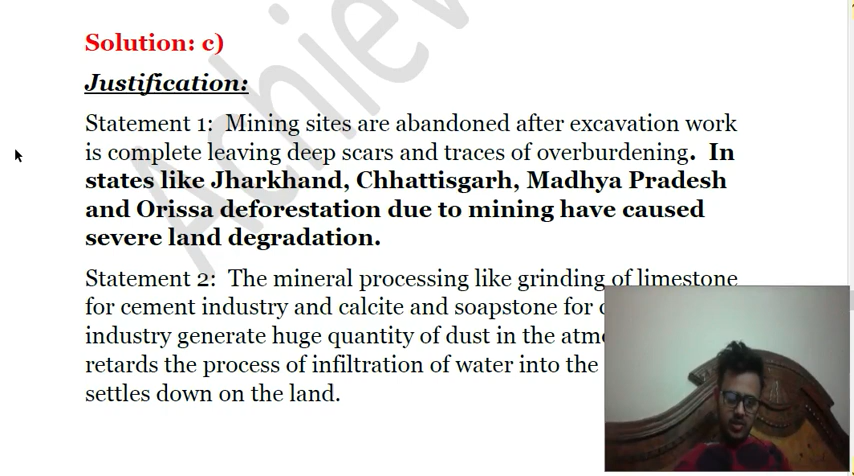 Solution: c)
Justification:
Statement 1:  Mining sites are abandoned after excavation work
is complete leaving deep scars and traces of overburdening.  In
states like Jharkhand, Chhattisgarh, Madhya Pradesh
and Orissa deforestation due to mining have caused
severe land degradation.
Statement 2:  The mineral processing like grinding of limestone
for cement industry and calcite and soapstone for
industry generate huge quantity of dust in the
retards the process of infiltration of water into the
settles down on the land.